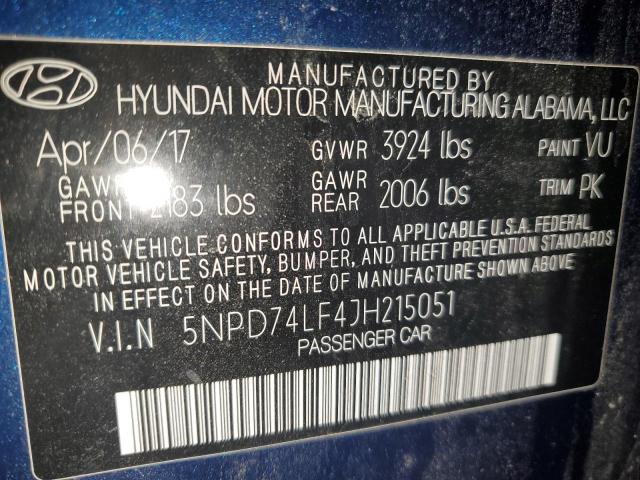 MANUFACTURED BY
HYUNDAI MOTOR MANUFACTURING ALABAMA, LLC
Apr/06/17 GVWR 3924 lbs PAINT VU
GAWR FRONT 2183 lbs GAWR REAR 2006 lbs TRIM PK
THIS VEHICLE CONFORMS TO ALL APPLICABLE U.S.A. FEDERAL
MOTOR VEHICLE SAFETY, BUMPER, AND THEFT PREVENTION STANDARDS
IN EFFECT ON THE DATE OF MANUFACTURE SHOWN ABOVE
V.I.N 5NPD74LF4JH215051
PASSENGER CAR